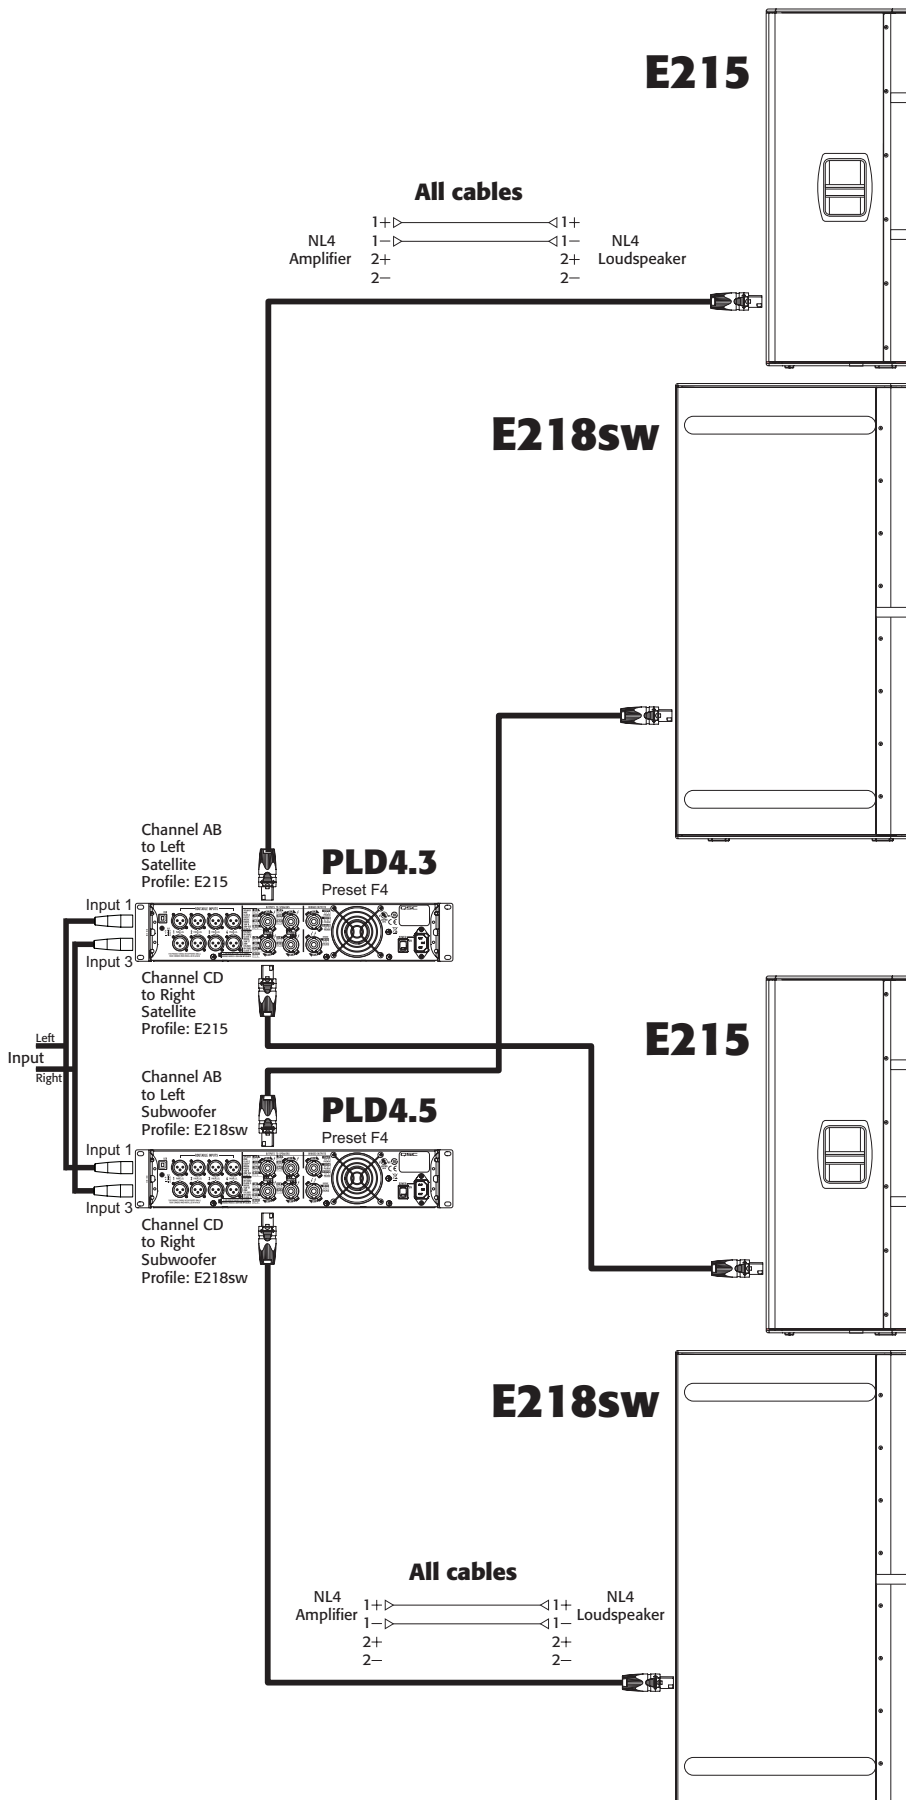 E215
All cables
1+ 1+
NL4 1− 1− NL4
Amplifier 2+ 2+ Loudspeaker
2− 2−
E218sw
Channel AB
to Left
Satellite
Profile: E215
PLD4.3
Preset F4
Input 1
Input 3
QSC
Channel CD
to Right
Satellite
Profile: E215
Left
Input
Right
E215
Channel AB
to Left
Subwoofer
Profile: E218sw
PLD4.5
Preset F4
Input 1
Input 3
QSC
Channel CD
to Right
Subwoofer
Profile: E218sw
E218sw
All cables
NL4 1+ 1+ NL4
Amplifier 1− 1− Loudspeaker
2+ 2+
2− 2−